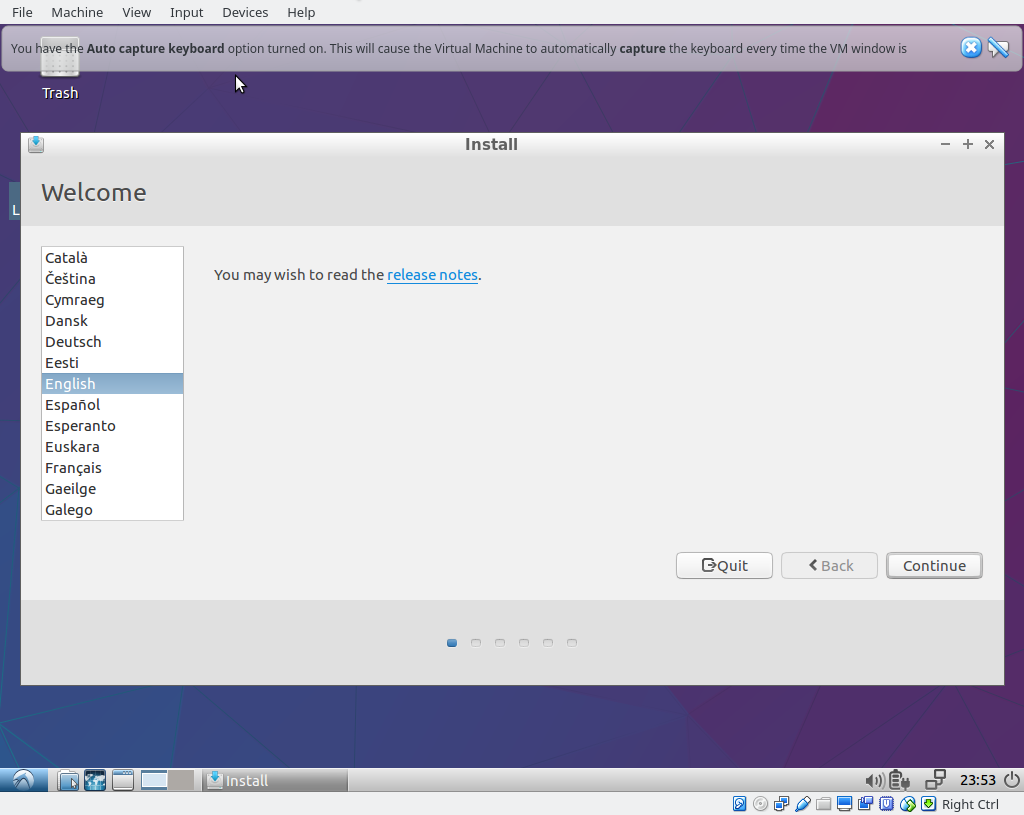 File Machine View Input Devices Help
You have the Auto capture keyboard option turned on. This will cause the Virtual Machine to automatically capture the keyboard every time the VM window is
Trash
Install
Welcome
L
Català
Čeština
Cymraeg
Dansk
Deutsch
Eesti
English
Español
Esperanto
Euskara
Français
Gaeilge
Galego
You may wish to read the release notes.
Quit Back Continue
Install 23:53
Right Ctrl